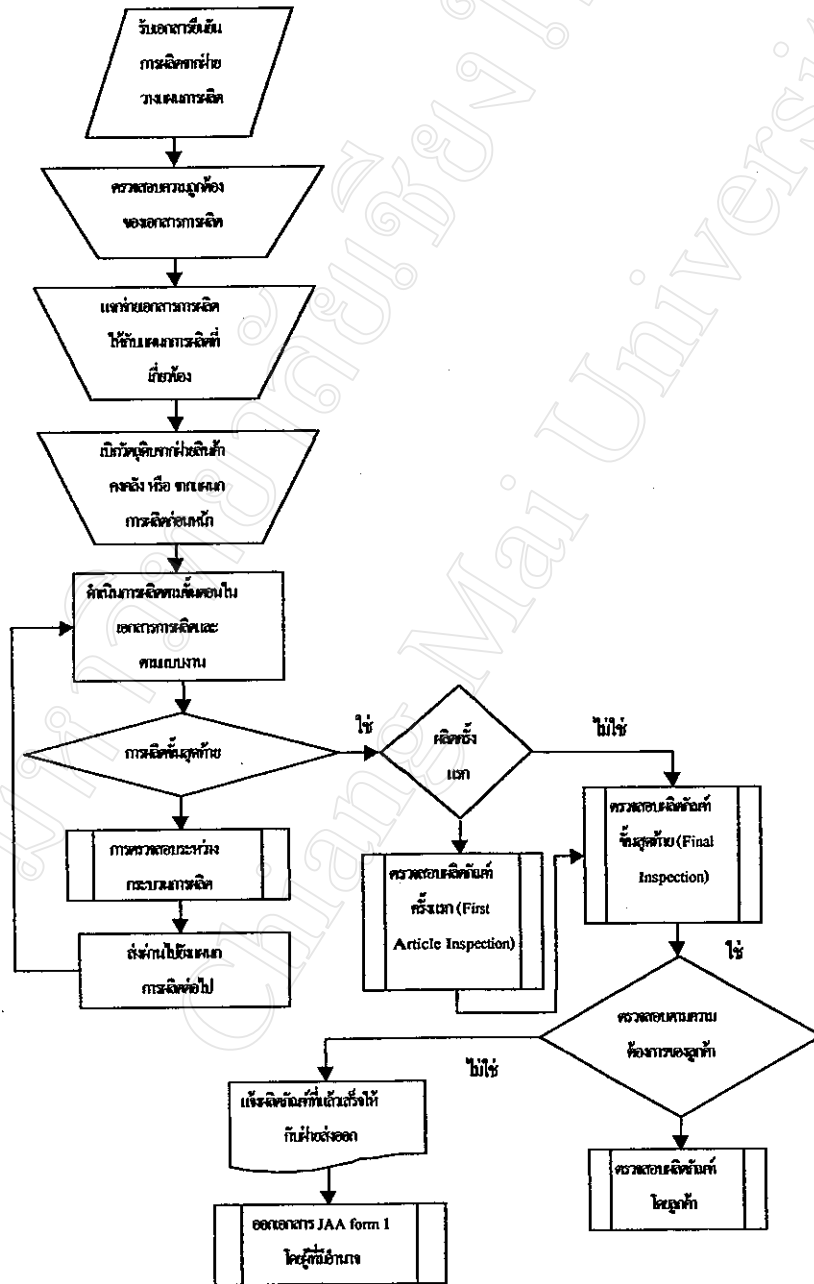 รับเอกสารยืนยัน
การผลิตจากฝ่าย
วางแผนการผลิต
ตรวจสอบความถูกต้อง
ของเอกสารการผลิต
แจกจ่ายเอกสารการผลิต
ให้กับแผนกการผลิตที่
เกี่ยวข้อง
เบิกวัตถุดิบจากฝ่ายสินค้า
คงคลัง หรือ จากแผนก
การผลิตก่อนหน้า
ดำเนินการผลิตตามขั้นตอนใน
เอกสารการผลิตและ
ตามแบบงาน
การผลิตขั้นสุดท้าย
ใช่
ผลิตครั้ง
แรก
ไม่ใช่
การตรวจสอบระหว่าง
กระบวนการผลิต
ส่งผ่านไปยังแผนก
การผลิตต่อไป
ตรวจสอบผลิตภัณฑ์
ครั้งแรก (First
Article Inspection)
ตรวจสอบผลิตภัณฑ์
ขั้นสุดท้าย (Final
Inspection)
ใช่
ตรวจสอบตามความ
ต้องการของลูกค้า
ไม่ใช่
แจ้งผลิตภัณฑ์ที่แล้วเสร็จให้
กับฝ่ายส่งออก
ออกเอกสาร JAA form 1
โดยผู้ที่มีอำนาจ
ตรวจสอบผลิตภัณฑ์
โดยลูกค้า
Chiang Mai Universi